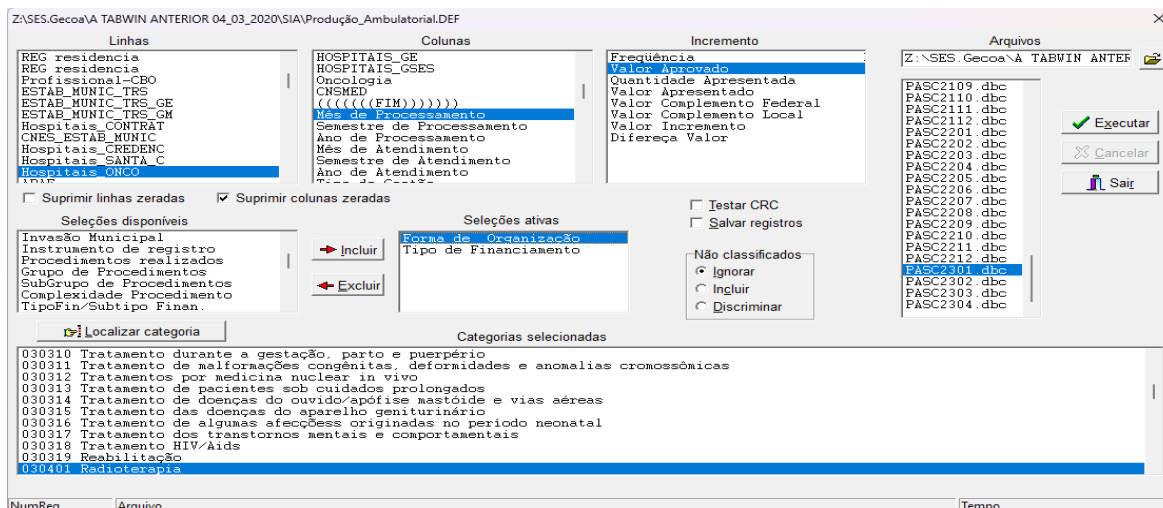 Z:\SES.Gecoa\A TABWIN ANTERIOR 04_03_2020\SIA\Produção_Ambulatorial.DEF
Linhas
REG residencia
REG residencia
Profissional-CBO
ESTAB_MUNIC_TRS
ESTAB_MUNIC_TRS_GE
ESTAB_MUNIC_TRS_GM
Hospitais_CONTRAT
CNES_ESTAB_MUNIC
Hospitais_CREDENC
Hospitais_SANTA_C
Hospitais_ONCO
Colunas
HOSPITAIS_GE
HOSPITAIS_GSES
Oncologia
CNSMED
(((((((FIM)))))))
Mês de Processamento
Semestre de Processamento
Ano de Processamento
Mês de Atendimento
Semestre de Atendimento
Ano de Atendimento
Tipo de Gestão
Incremento
Freqüência
Valor Aprovado
Quantidade Apresentada
Valor Apresentado
Valor Complemento Federal
Valor Complemento Local
Valor Incremento
Difereça Valor
Arquivos
Z:\SES.Gecoa\A TABWIN ANTEF
PASC2109.dbc
PASC2110.dbc
PASC2111.dbc
PASC2112.dbc
PASC2201.dbc
PASC2202.dbc
PASC2203.dbc
PASC2204.dbc
PASC2205.dbc
PASC2206.dbc
PASC2207.dbc
PASC2208.dbc
PASC2209.dbc
PASC2210.dbc
PASC2211.dbc
PASC2212.dbc
PASC2301.dbc
PASC2302.dbc
PASC2303.dbc
PASC2304.dbc
Executar
Cancelar
Sair
Suprimir linhas zeradas
Suprimir colunas zeradas
Seleções disponíveis
Invasão Municipal
Instrumento de registro
Procedimentos realizados
Grupo de Procedimentos
SubGrupo de Procedimentos
Complexidade Procedimento
TipoFin/Subtipo Finan.
Incluir
Excluir
Seleções ativas
Forma de Organização
Tipo de Financiamento
Testar CRC
Salvar registros
Não classificados
Ignorar
Incluir
Discriminar
Localizar categoria
Categorias selecionadas
030310 Tratamento durante a gestação, parto e puerpério
030311 Tratamento de malformações congênitas, deformidades e anomalias cromossômicas
030312 Tratamentos por medicina nuclear in vivo
030313 Tratamento de pacientes sob cuidados prolongados
030314 Tratamento de doenças do ouvido/apófise mastóide e vias aéreas
030315 Tratamento das doenças do aparelho geniturinário
030316 Tratamento de algumas afecçõess originadas no período neonatal
030317 Tratamento dos transtornos mentais e comportamentais
030318 Tratamento HIV/Aids
030319 Reabilitação
030401 Radioterapia
NumReg
Arquivo
Tempo